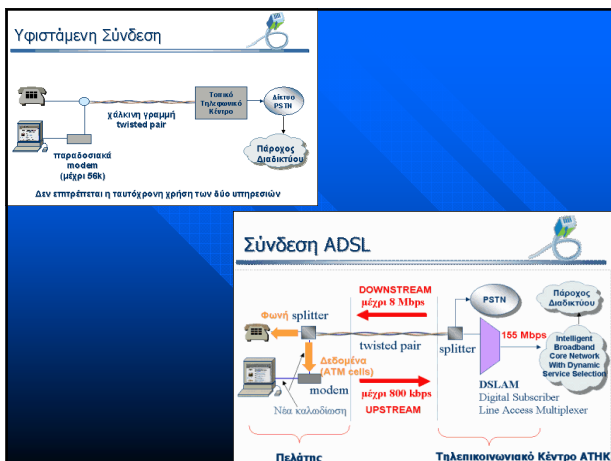 Υφιστάμενη Σύνδεση
Τοπικό
Τηλεφωνικό
Κέντρο
Δίκτυο
PSTN
χάλκινη γραμμή
twisted pair
παραδοσιακά
modem
(μέχρι 56k)
Πάροχος
Διαδικτύου
Δεν επιτρέπεται η ταυτόχρονη χρήση των δύο υπηρεσιών
Σύνδεση ADSL
DOWNSTREAM
μέχρι 8 Mbps
PSTN
Πάροχος
Διαδικτύου
Φωνή
splitter
twisted pair
splitter
155 Mbps
Intelligent
Broadband
Core Network
With Dynamic
Service Selection
Δεδομένα
(ATM cells)
modem
μέχρι 800 kbps
UPSTREAM
Νέα καλωδίωση
DSLAM
Digital Subscriber
Line Access Multiplexer
Πελάτης
Τηλεπικοινωνιακό Κέντρο ΑΤΗΚ